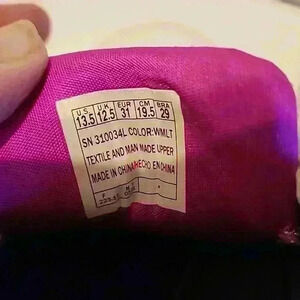 U.S. U.K. EUR CM BRA
13.5 12.5 31 19.5 29
SN 310034L COLOR:WMLT
TEXTILE AND MAN MADE UPPER
MADE IN CHINA/HECHO EN CHINA